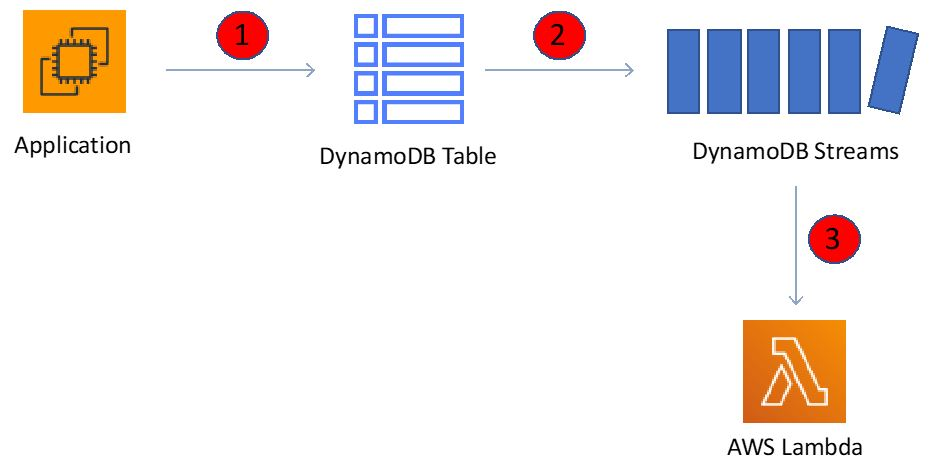 1
2
Application
DynamoDB Table
DynamoDB Streams
3
AWS Lambda